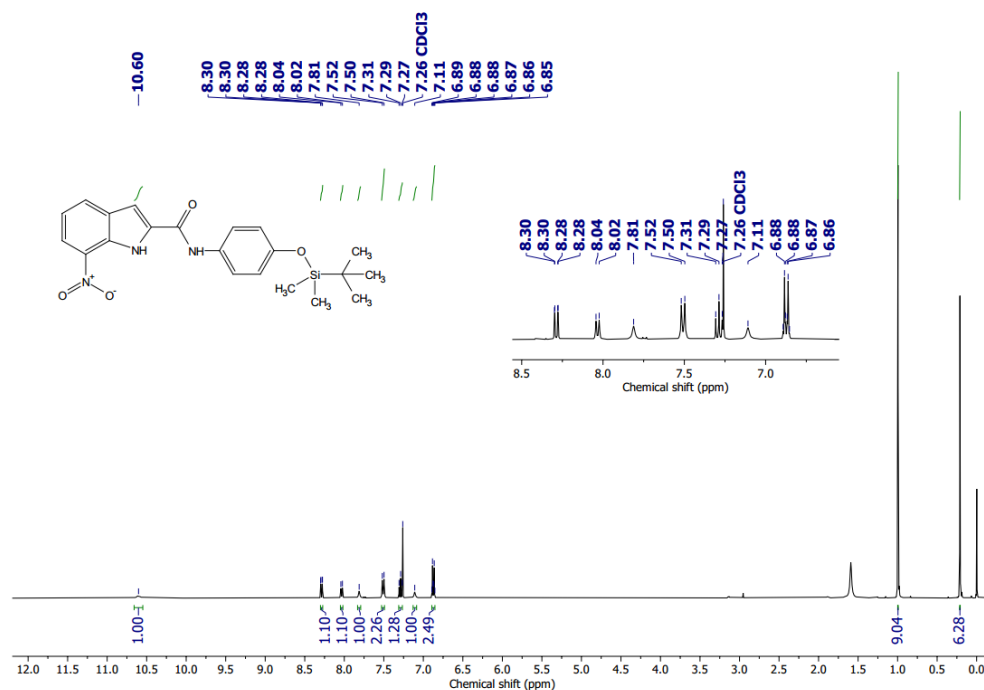 10.60
8.30
8.30
8.28
8.28
8.04
8.02
7.81
7.52
7.50
7.31
7.29
7.27
7.26 CDCl3
7.11
6.89
6.88
6.88
6.87
6.86
6.85
O
NH
NH
N+
O
O-
O
Si
H3C
CH3
CH3
CH3
CH3
8.30
8.30
8.28
8.28
8.04
8.02
7.81
7.52
7.50
7.31
7.29
7.27
7.26 CDCl3
7.11
6.88
6.88
6.87
6.86
8.5 8.0 7.5 7.0
Chemical shift (ppm)
1.00
1.10
1.10
1.00
2.26
1.28
1.00
2.49
9.04
6.28
12.0 11.5 11.0 10.5 10.0 9.5 9.0 8.5 8.0 7.5 7.0 6.5 6.0 5.5 5.0 4.5 4.0 3.5 3.0 2.5 2.0 1.5 1.0 0.5 0.0
Chemical shift (ppm)